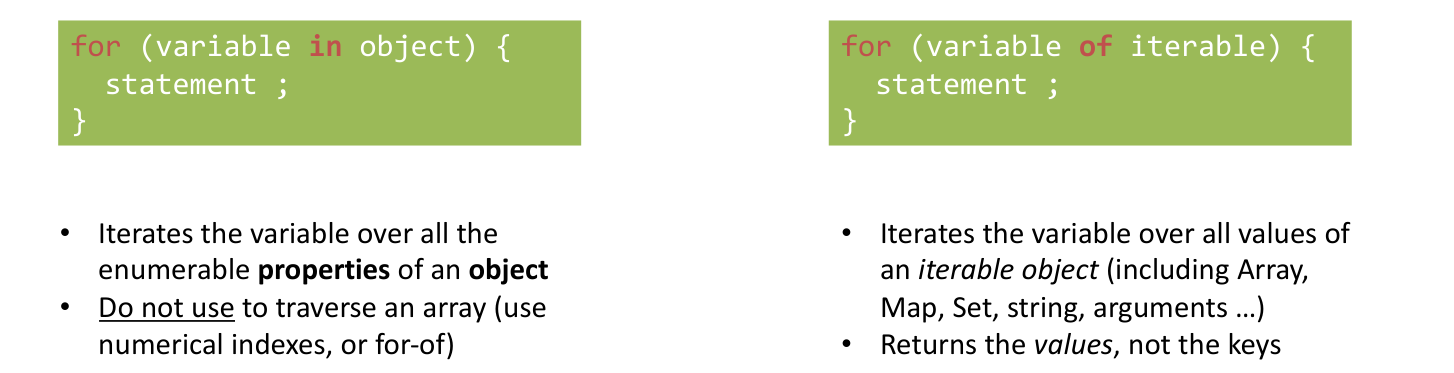 for (variable in object) {
statement ;
}
• Iterates the variable over all the
enumerable properties of an object
• Do not use to traverse an array (use
numerical indexes, or for-of)
for (variable of iterable) {
statement ;
}
• Iterates the variable over all values of
an iterable object (including Array,
Map, Set, string, arguments …)
• Returns the values, not the keys